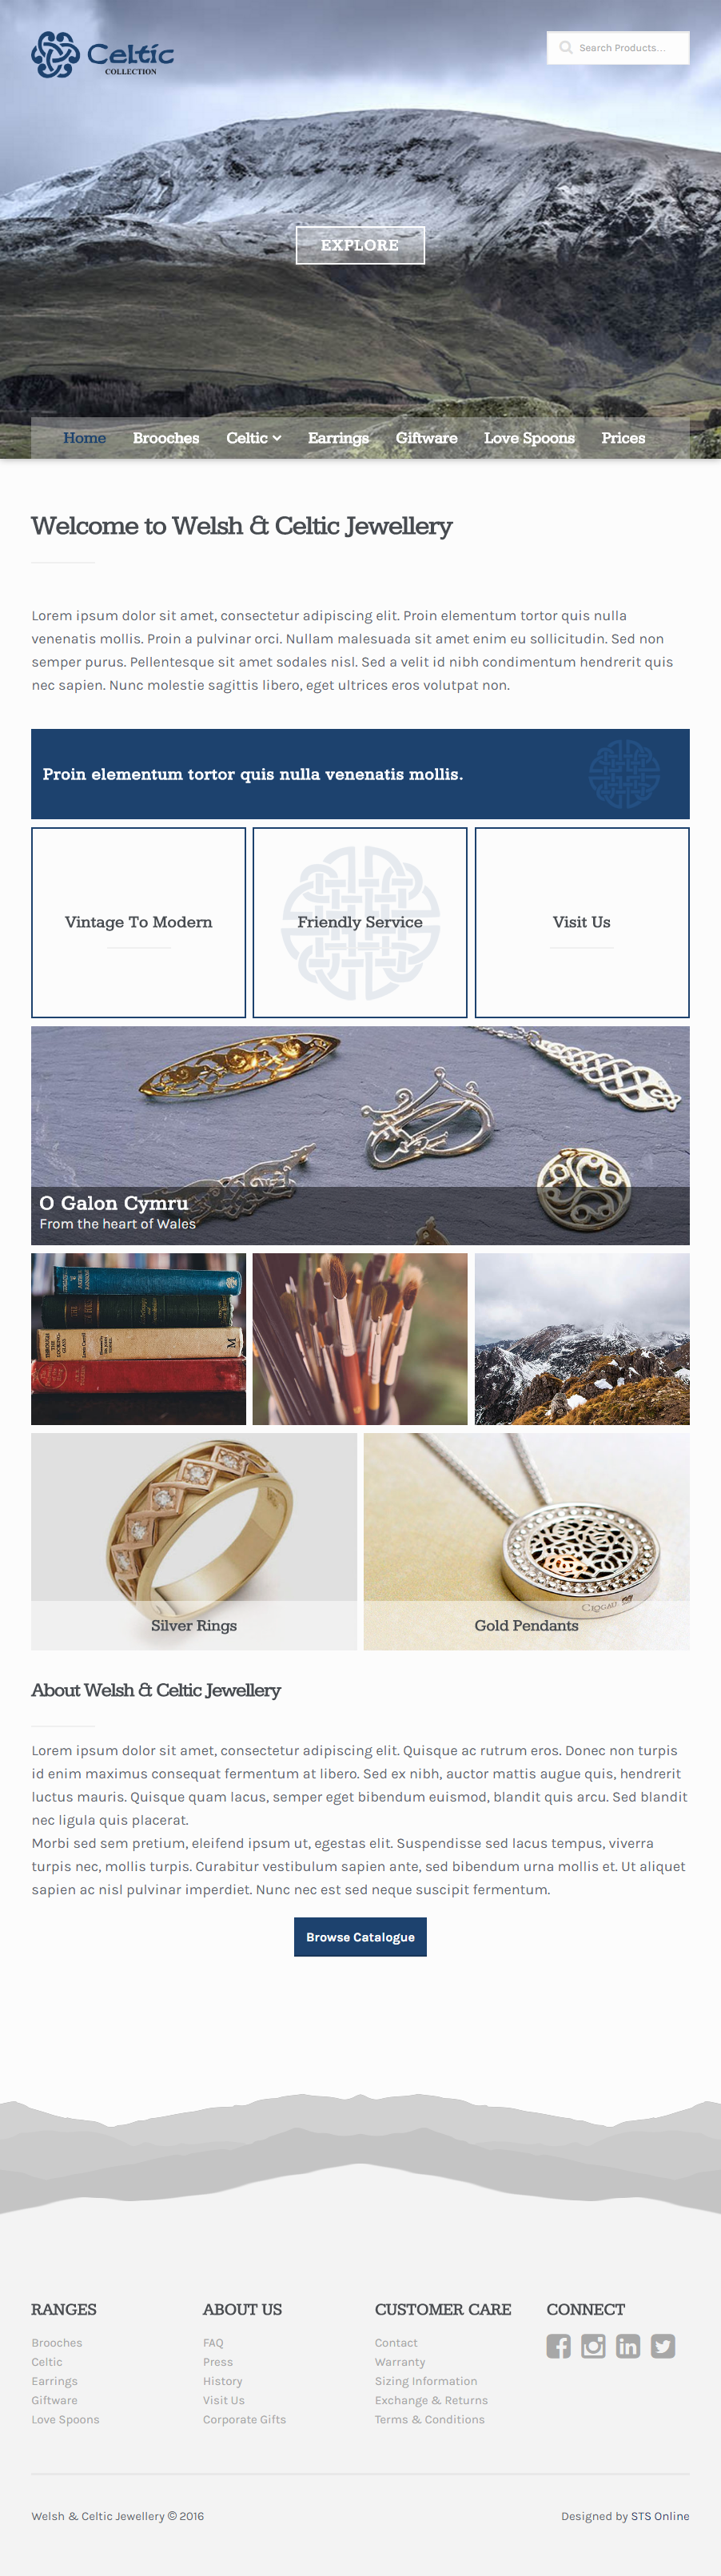 Celtic
COLLECTION
Search Products...
EXPLORE
Home Brooches Celtic Earrings Giftware Love Spoons Prices
Welcome to Welsh & Celtic Jewellery
Lorem ipsum dolor sit amet, consectetur adipiscing elit. Proin elementum tortor quis nulla
venenatis mollis. Proin a pulvinar orci. Nullam malesuada sit amet enim eu sollicitudin. Sed non
semper purus. Pellentesque sit amet sodales nisl. Sed a velit id nibh condimentum hendrerit quis
nec sapien. Nunc molestie sagittis libero, eget ultrices eros volutpat non.
Proin elementum tortor quis nulla venenatis mollis.
Vintage To Modern
Friendly Service
Visit Us
O Galon Cymru
From the heart of Wales
Silver Rings
Gold Pendants
About Welsh & Celtic Jewellery
Lorem ipsum dolor sit amet, consectetur adipiscing elit. Quisque ac rutrum eros. Donec non turpis
id enim maximus consequat fermentum at libero. Sed ex nibh, auctor mattis augue quis, hendrerit
luctus mauris. Quisque quam lacus, semper eget bibendum euismod, blandit quis arcu. Sed blandit
nec ligula quis placerat.
Morbi sed sem pretium, eleifend ipsum ut, egestas elit. Suspendisse sed lacus tempus, viverra
turpis nec, mollis turpis. Curabitur vestibulum sapien ante, sed bibendum urna mollis et. Ut aliquet
sapien ac nisl pulvinar imperdiet. Nunc nec est sed neque suscipit fermentum.
Browse Catalogue
RANGES
Brooches
Celtic
Earrings
Giftware
Love Spoons
ABOUT US
FAQ
Press
History
Visit Us
Corporate Gifts
CUSTOMER CARE
Contact
Warranty
Sizing Information
Exchange & Returns
Terms & Conditions
CONNECT
Welsh & Celtic Jewellery © 2016
Designed by STS Online